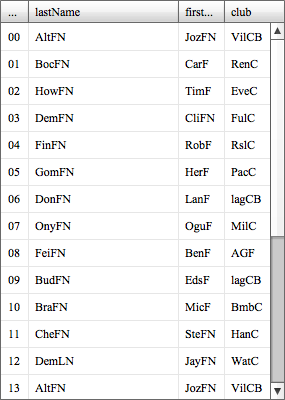 ... lastName first... club
00 AltFN JozFN VilCB
01 BocFN CarF RenC
02 HowFN TimF EveC
03 DemFN CliFN FulC
04 FinFN RobF RslC
05 GomFN HerF PacC
06 DonFN LanF lagCB
07 OnyFN OguF MilC
08 FeiFN BenF AGF
09 BudFN EdsF lagCB
10 BraFN MicF BmbC
11 CheFN SteFN HanC
12 DemLN JayFN WatC
13 AltFN JozFN VilCB